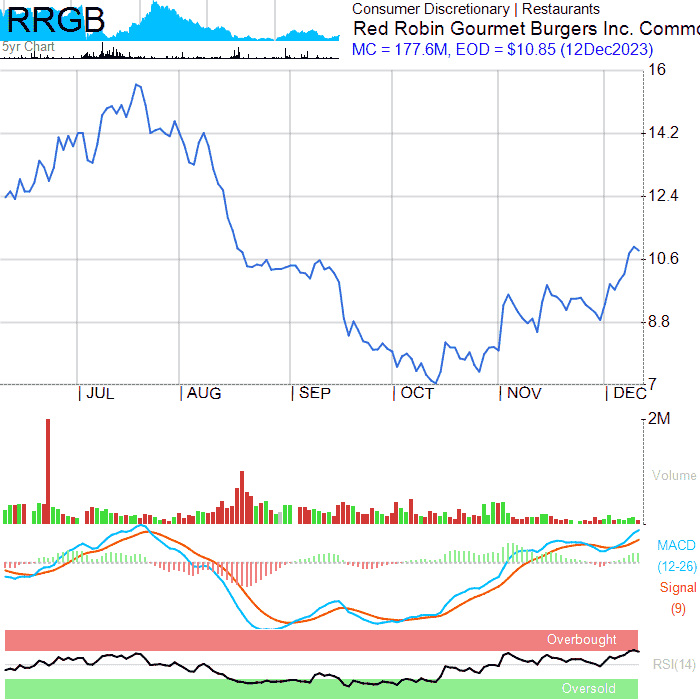 RRGB
5yr Chart
Consumer Discretionary | Restaurants
Red Robin Gourmet Burgers Inc. Commo
MC = 177.6M, EOD = $10.85 (12Dec2023)
16
14.2
12.4
10.6
8.8
7
JUL
AUG
SEP
OCT
NOV
DEC
2M
Volume
MACD
(12-26)
Signal
(9)
Overbought
RSI(14)
Oversold